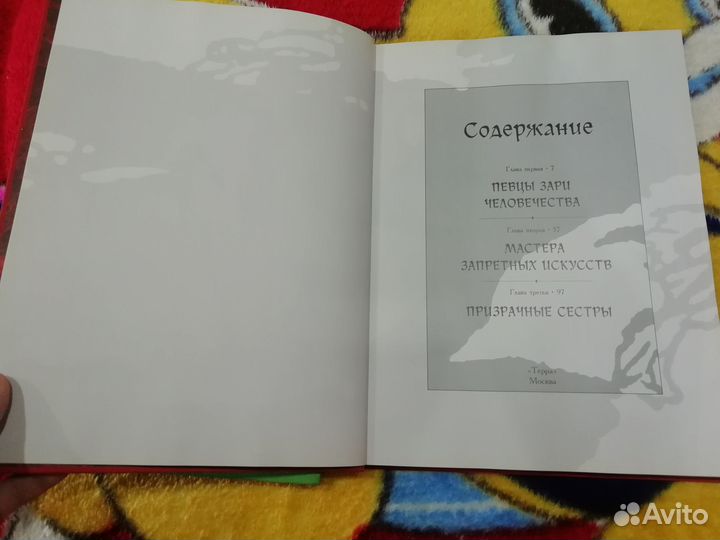 Содержание
Глава первая • 7
ПЕВЦЫ ЗАРИ
ЧЕЛОВЕЧЕСТВА
Глава вторая • 57
МАСТЕРА
ЗАПРЕТНЫХ ИСКУССТВ
Глава третья • 97
ПРИЗРАЧНЫЕ СЕСТРЫ
«Терра»
Москва
Avito